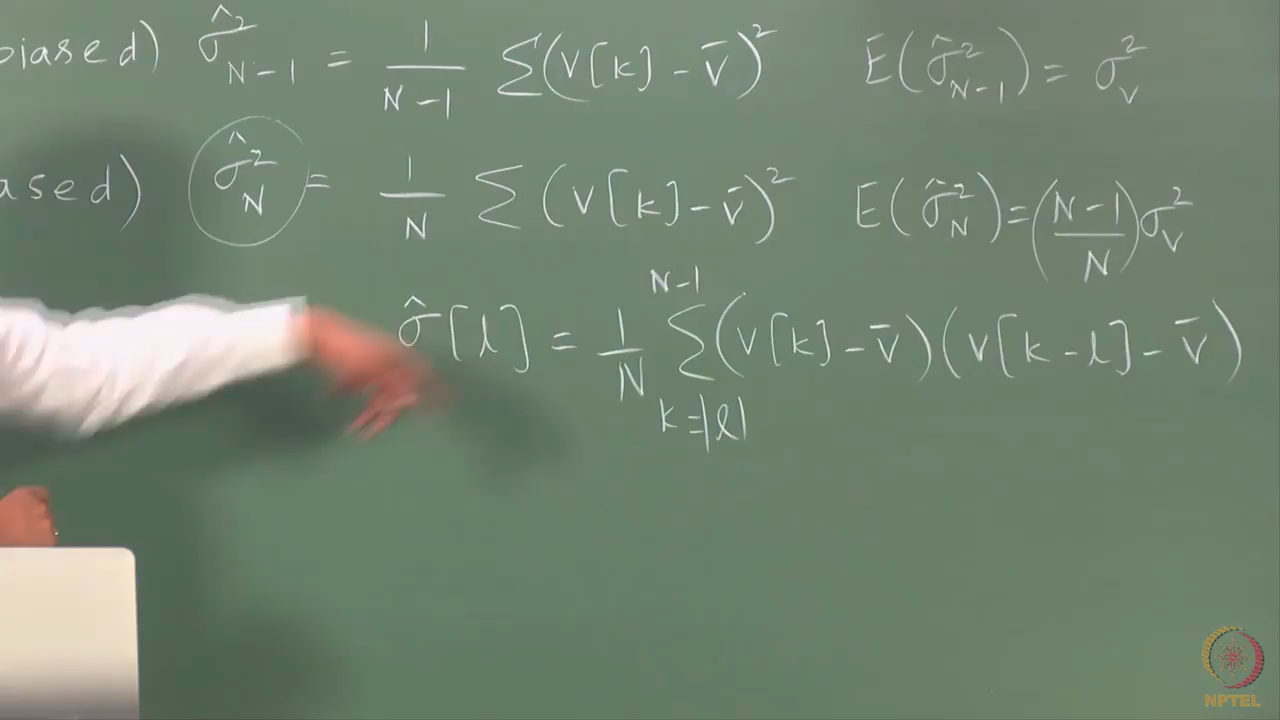 biased) σ̂²_{N-1} = 1/(N-1) Σ(v[k] - v̄)² E(σ̂²_{N-1}) = σ²_v
ased) σ̂²_N = 1/N Σ(v[k] - v̄)² E(σ̂²_N) = ((N-1)/N) σ²_v
σ̂[l] = 1/N Σ_{k=|l|}^{N-1} (v[k] - v̄)(v[k-l] - v̄)
NPTEL